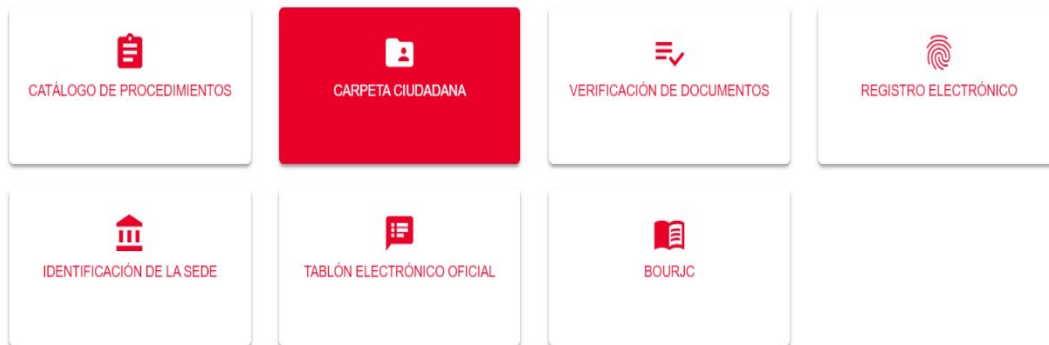 CATÁLOGO DE PROCEDIMIENTOS
CARPETA CIUDADANA
VERIFICACIÓN DE DOCUMENTOS
REGISTRO ELECTRÓNICO
IDENTIFICACIÓN DE LA SEDE
TABLÓN ELECTRÓNICO OFICIAL
BOURJC